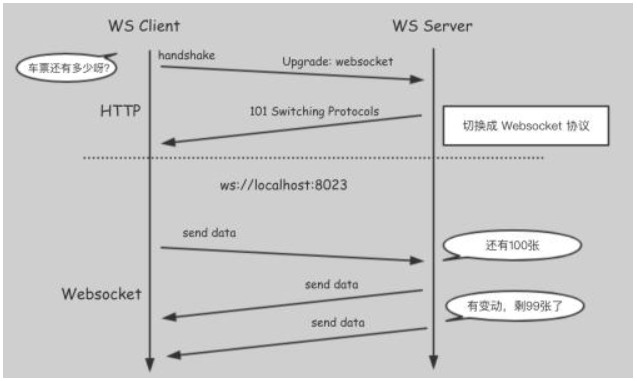 WS Client
WS Server
车票还有多少呀?
handshake
Upgrade: websocket
HTTP
101 Switching Protocols
切换成 Websocket 协议
ws://localhost:8023
send data
还有100张
Websocket
send data
有变动，剩99张了
send data